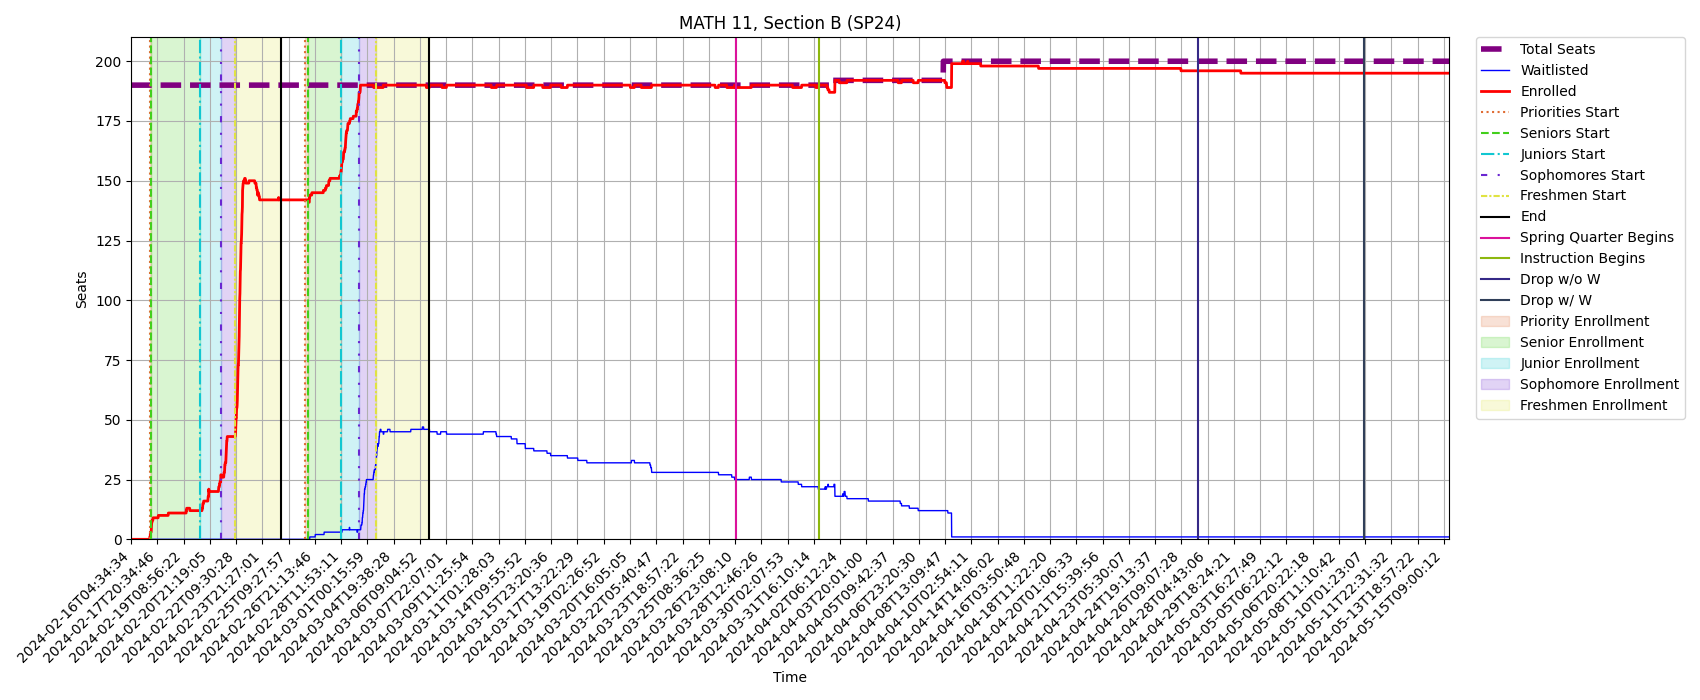 MATH 11, Section B (SP24)
Seats
200
175
150
125
100
75
50
25
0
2024-02-16T04:34:34
2024-02-17T20:34:46
2024-02-19T08:56:22
2024-02-20T21:19:05
2024-02-22T09:30:28
2024-02-23T21:27:01
2024-02-25T09:27:57
2024-02-26T21:13:46
2024-02-28T11:53:11
2024-03-01T00:15:59
2024-03-04T19:38:28
2024-03-06T09:04:52
2024-03-07T22:07:01
2024-03-11T01:25:54
2024-03-12T13:28:03
2024-03-14T09:55:52
2024-03-15T23:20:36
2024-03-17T13:22:29
2024-03-19T02:26:52
2024-03-20T16:05:05
2024-03-22T05:40:47
2024-03-23T18:57:22
2024-03-25T08:36:25
2024-03-26T23:08:10
2024-03-28T12:46:26
2024-03-30T02:07:53
2024-03-31T16:10:14
2024-04-02T06:12:24
2024-04-03T20:01:00
2024-04-05T09:42:37
2024-04-06T23:20:30
2024-04-08T13:09:47
2024-04-10T02:54:11
2024-04-14T14:06:02
2024-04-16T03:50:48
2024-04-18T11:22:20
2024-04-20T01:06:33
2024-04-21T15:39:56
2024-04-23T05:30:07
2024-04-24T19:13:37
2024-04-26T09:07:28
2024-04-28T04:43:06
2024-04-29T18:24:21
2024-05-03T16:27:49
2024-05-05T06:22:12
2024-05-06T20:22:18
2024-05-08T11:10:42
2024-05-10T01:23:07
2024-05-11T22:31:32
2024-05-13T18:57:22
2024-05-15T09:00:12
Time
Total Seats
Waitlisted
Enrolled
Priorities Start
Seniors Start
Juniors Start
Sophomores Start
Freshmen Start
End
Spring Quarter Begins
Instruction Begins
Drop w/o W
Drop w/ W
Priority Enrollment
Senior Enrollment
Junior Enrollment
Sophomore Enrollment
Freshmen Enrollment